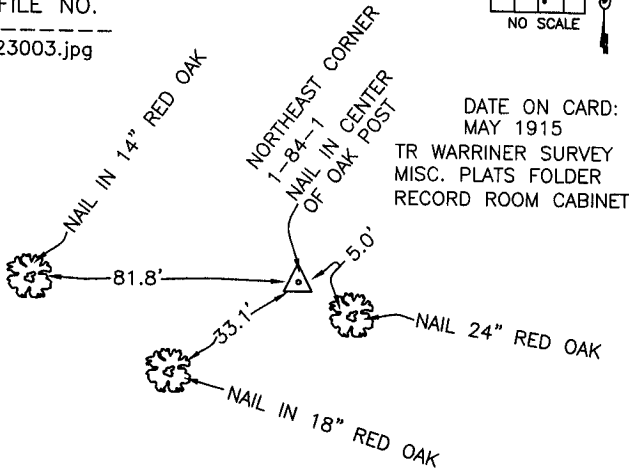 FILE NO.
23003.jpg
NO SCALE
NAIL IN 14" RED OAK
NORTHEAST CORNER
1-84-1
NAIL IN CENTER
OF OAK POST
DATE ON CARD:
MAY 1915
TR WARRINER SURVEY
MISC. PLATS FOLDER
RECORD ROOM CABINET
81.8'
5.0'
33.1'
NAIL 24" RED OAK
NAIL IN 18" RED OAK